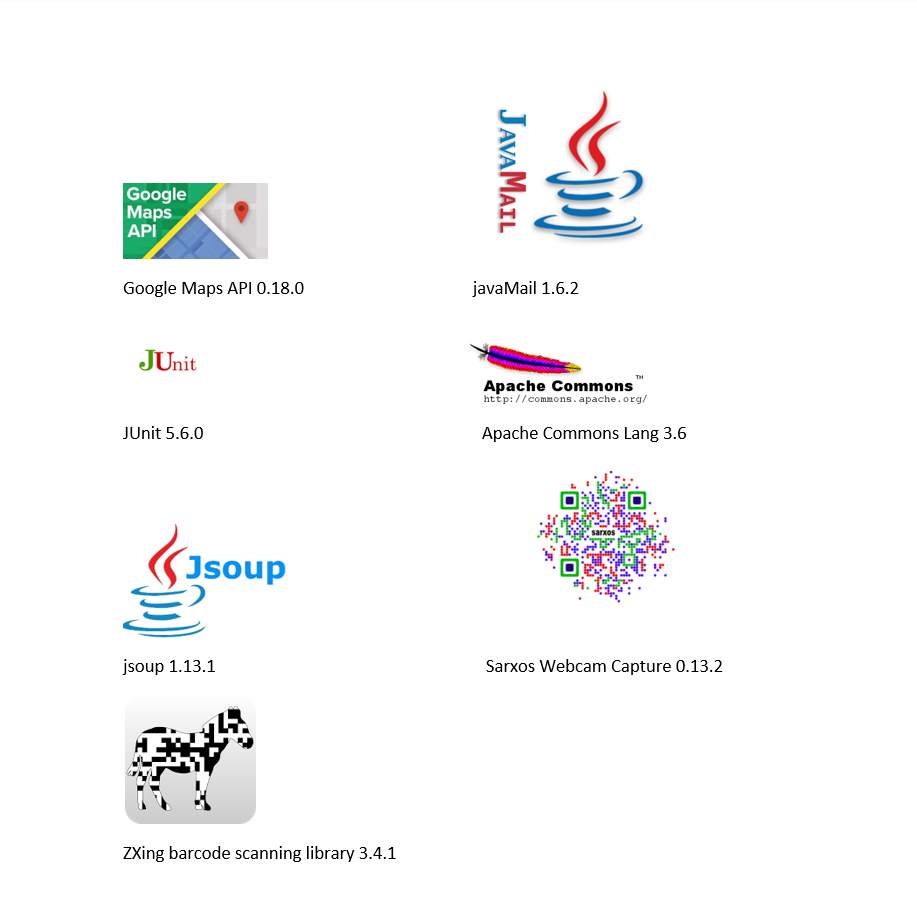 Google
Maps
API
JAVAMAIL
Google Maps API 0.18.0
javaMail 1.6.2
JUnit
Apache Commons™
http://commons.apache.org/
JUnit 5.6.0
Apache Commons Lang 3.6
sarxos
Jsoup
jsoup 1.13.1
Sarxos Webcam Capture 0.13.2
ZXing barcode scanning library 3.4.1